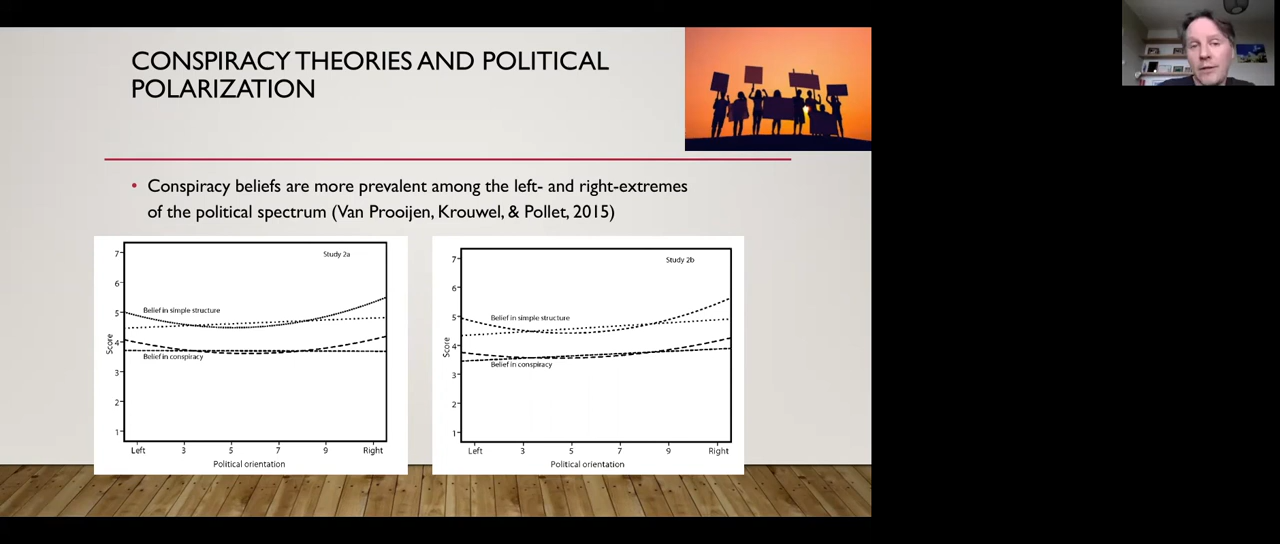 CONSPIRACY THEORIES AND POLITICAL
POLARIZATION
• Conspiracy beliefs are more prevalent among the left- and right-extremes
of the political spectrum (Van Prooijen, Krouwel, & Pollet, 2015)
Study 2a
7
6
5
4
3
2
1
Score
Belief in simple structure
Belief in conspiracy
Left 3 5 7 9 Right
Political orientation
Study 2b
7
6
5
4
3
2
1
Score
Belief in simple structure
Belief in conspiracy
Left 3 5 7 9 Right
Political orientation